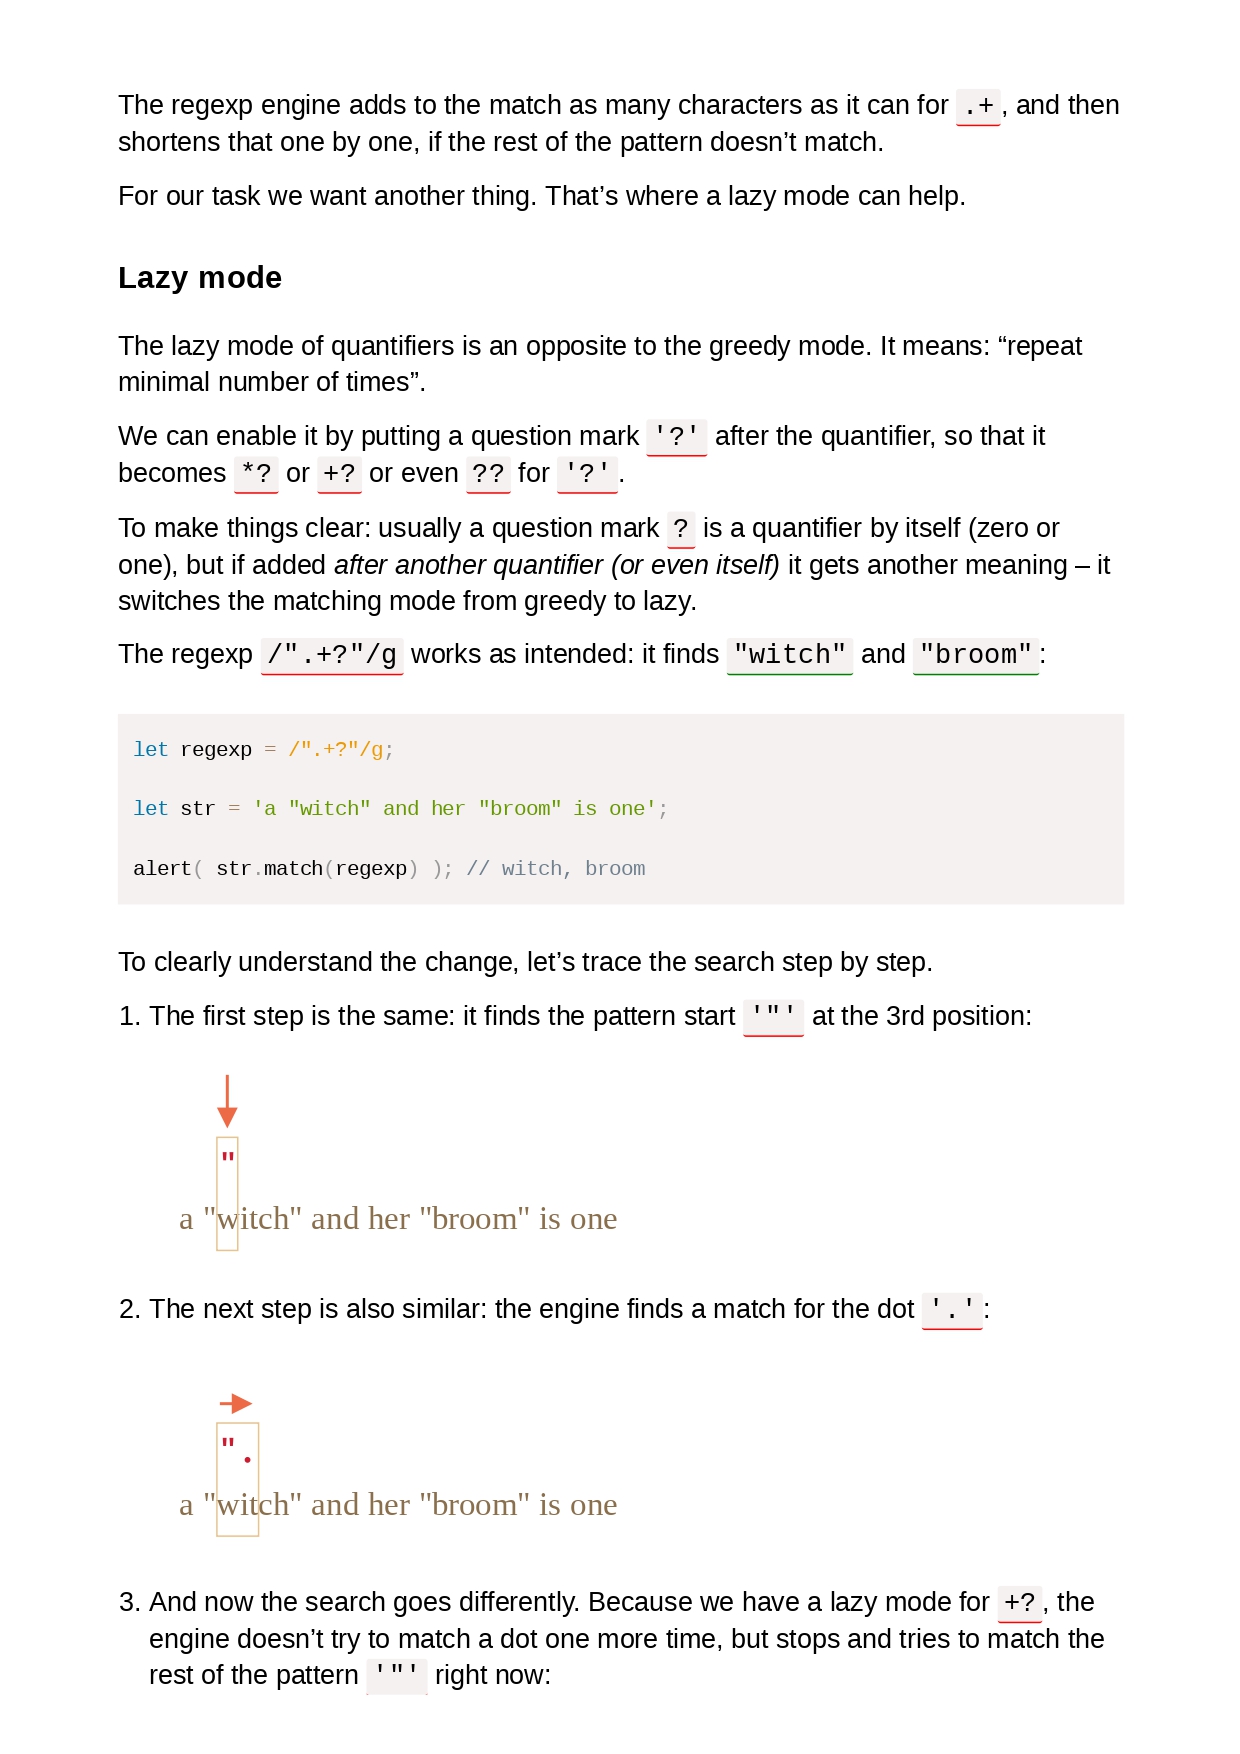 The regexp engine adds to the match as many characters as it can for .+, and then
shortens that one by one, if the rest of the pattern doesn’t match.
For our task we want another thing. That’s where a lazy mode can help.
Lazy mode
The lazy mode of quantifiers is an opposite to the greedy mode. It means: “repeat
minimal number of times”.
We can enable it by putting a question mark '?' after the quantifier, so that it
becomes *? or +? or even ?? for '?'.
To make things clear: usually a question mark ? is a quantifier by itself (zero or
one), but if added after another quantifier (or even itself) it gets another meaning – it
switches the matching mode from greedy to lazy.
The regexp /".+?"/g works as intended: it finds "witch" and "broom":
let regexp = /".+?"/g;
let str = 'a "witch" and her "broom" is one';
alert( str.match(regexp) ); // witch, broom
To clearly understand the change, let’s trace the search step by step.
1. The first step is the same: it finds the pattern start '"' at the 3rd position:
"
a "witch" and her "broom" is one
2. The next step is also similar: the engine finds a match for the dot '.':
".
a "witch" and her "broom" is one
3. And now the search goes differently. Because we have a lazy mode for +?, the
engine doesn’t try to match a dot one more time, but stops and tries to match the
rest of the pattern '"' right now: